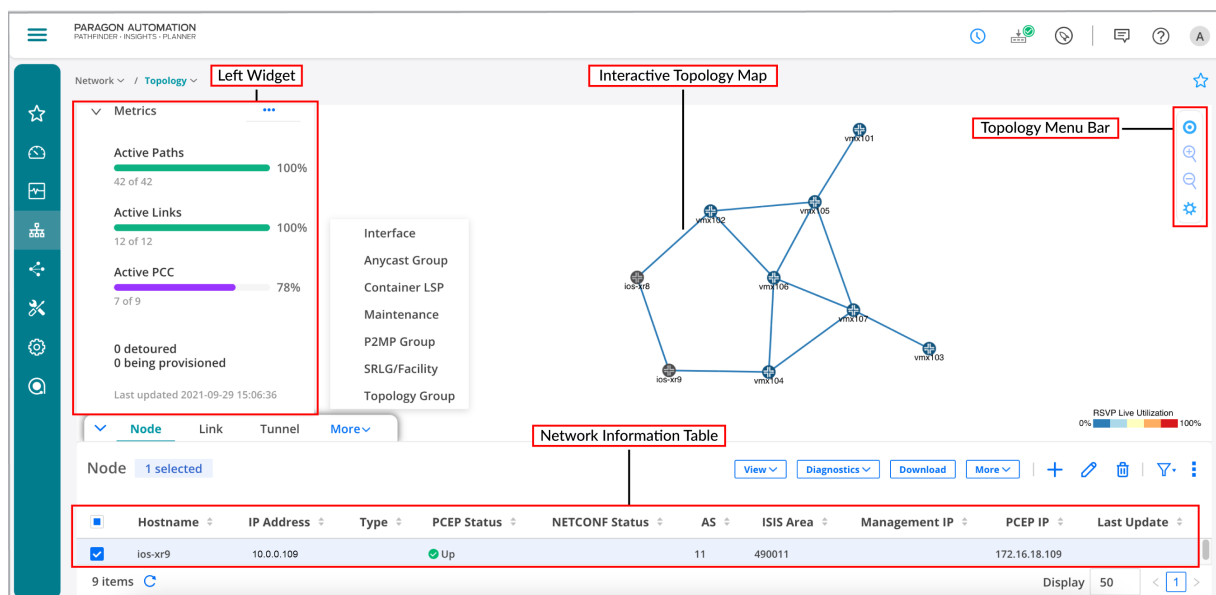 PARAGON AUTOMATION
PATHFINDER • INSIGHTS • PLANNER
A
Network / Topology
Left Widget
Interactive Topology Map
Topology Menu Bar
Metrics
Active Paths
100%
42 of 42
Active Links
100%
12 of 12
Active PCC
78%
7 of 9
0 detoured
0 being provisioned
Last updated 2021-09-29 15:06:36
Interface
Anycast Group
Container LSP
Maintenance
P2MP Group
SRLG/Facility
Topology Group
vmx101
vmx102
vmx105
ios-xr8
vmx106
vmx107
vmx103
ios-xr9
vmx104
RSVP Live Utilization
0% 100%
Node Link Tunnel More
Network Information Table
Node 1 selected
View Diagnostics Download More
Hostname IP Address Type PCEP Status NETCONF Status AS ISIS Area Management IP PCEP IP Last Update
ios-xr9 10.0.0.109 Up 11 490011 172.16.18.109
9 items
Display 50 < 1 >